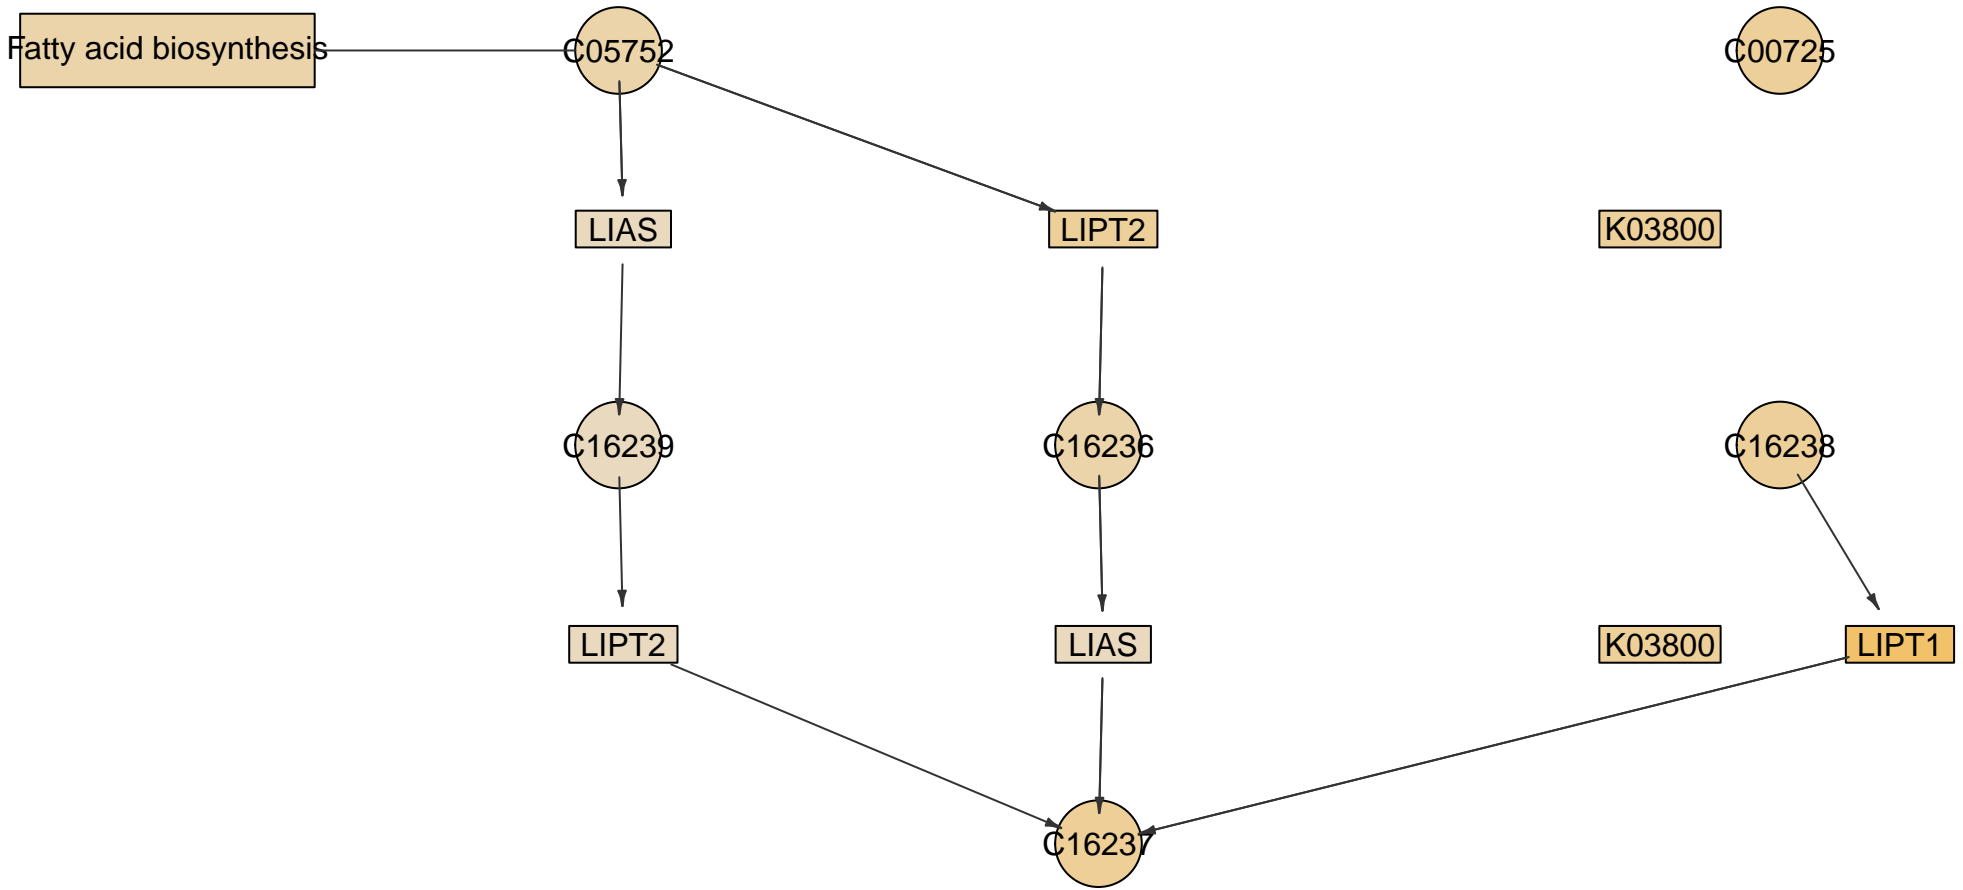 Fatty acid biosynthesis
C05752
C00725
LIAS
LIPT2
K03800
C16239
C16236
C16238
LIPT2
LIAS
K03800
LIPT1
C16237